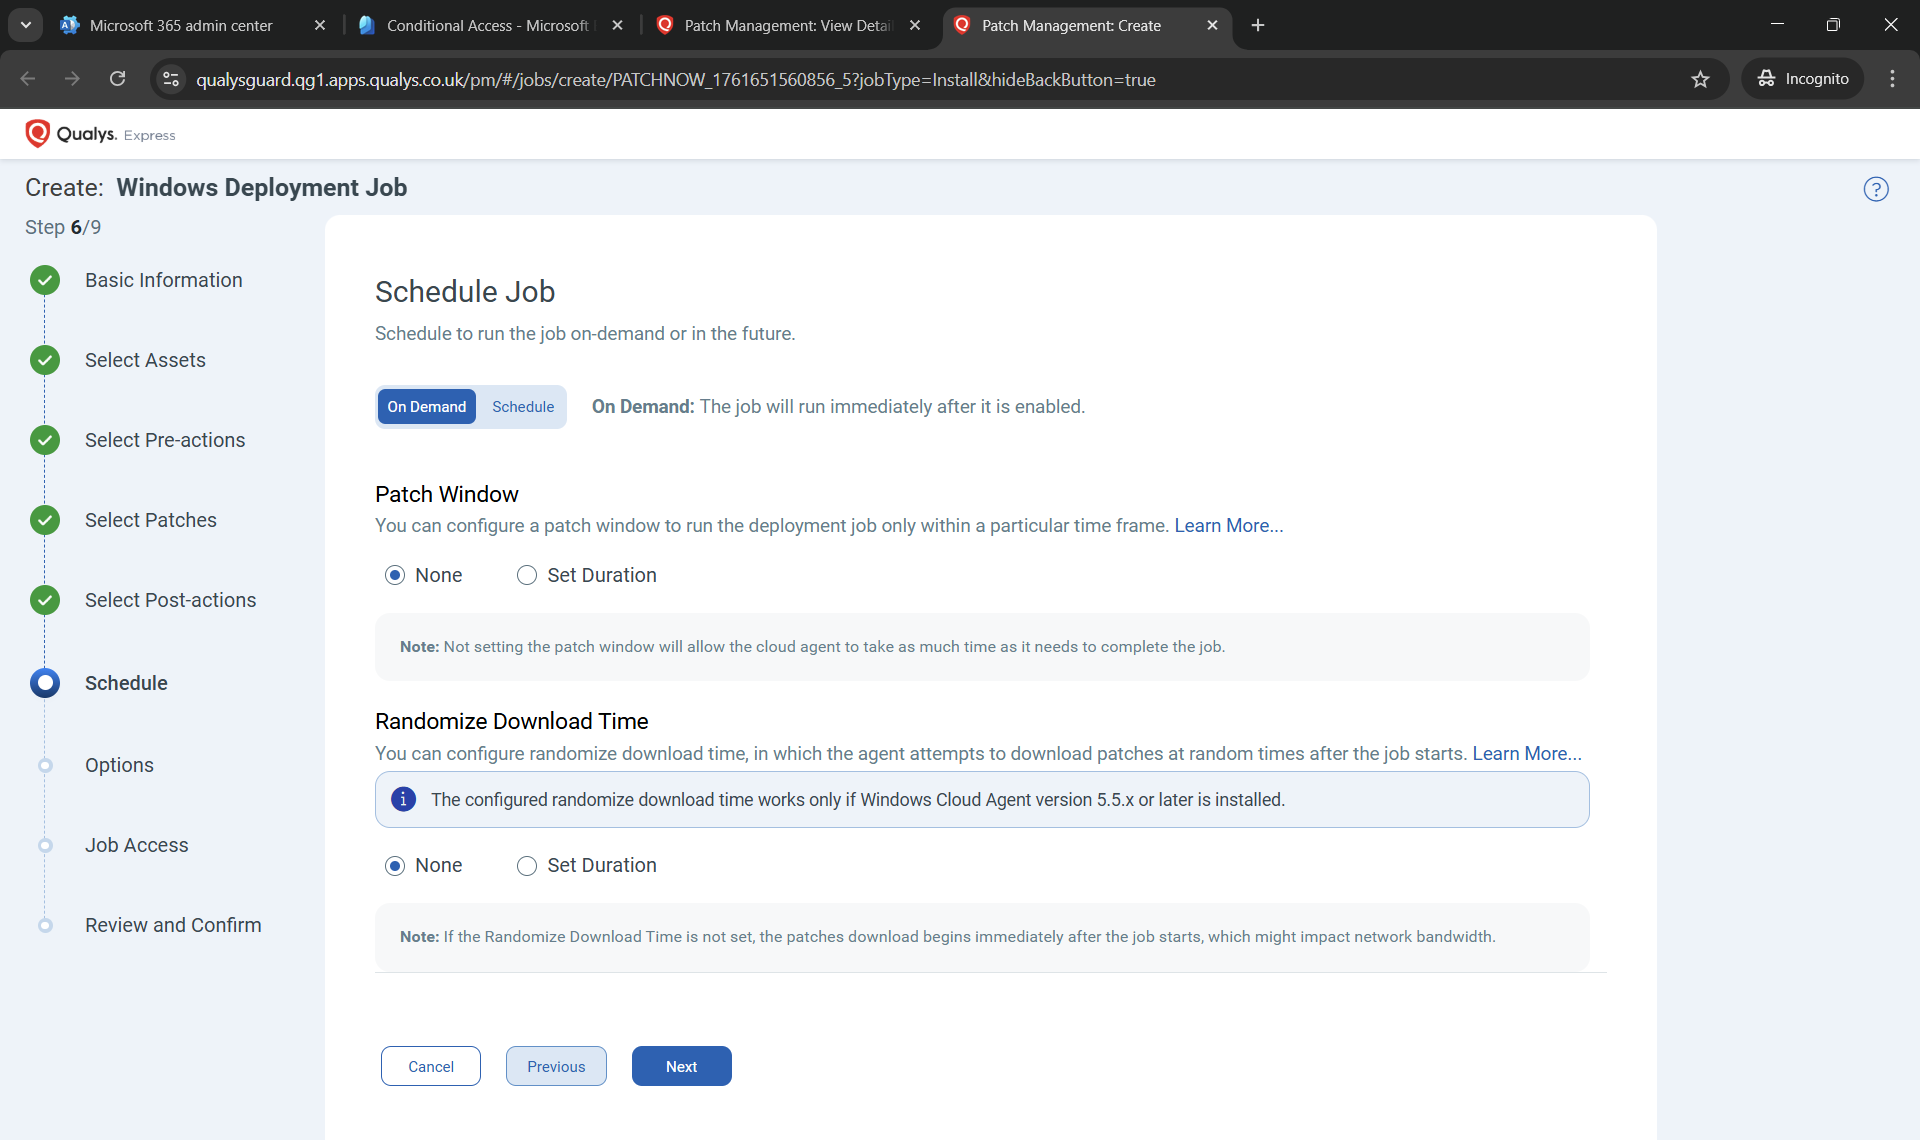 Microsoft 365 admin center
Conditional Access - Microsoft
Patch Management: View Detai
Patch Management: Create
qualysguard.qg1.apps.qualys.co.uk/pm/#/jobs/create/PATCHNOW_1761651560856_5?jobType=Install&hideBackButton=true
Incognito
Qualys. Express
Create: Windows Deployment Job
?
Step 6/9
Basic Information
Select Assets
Select Pre-actions
Select Patches
Select Post-actions
Schedule
Options
Job Access
Review and Confirm
Schedule Job
Schedule to run the job on-demand or in the future.
On Demand Schedule On Demand: The job will run immediately after it is enabled.
Patch Window
You can configure a patch window to run the deployment job only within a particular time frame. Learn More...
None Set Duration
Note: Not setting the patch window will allow the cloud agent to take as much time as it needs to complete the job.
Randomize Download Time
You can configure randomize download time, in which the agent attempts to download patches at random times after the job starts. Learn More...
i The configured randomize download time works only if Windows Cloud Agent version 5.5.x or later is installed.
None Set Duration
Note: If the Randomize Download Time is not set, the patches download begins immediately after the job starts, which might impact network bandwidth.
Cancel Previous Next